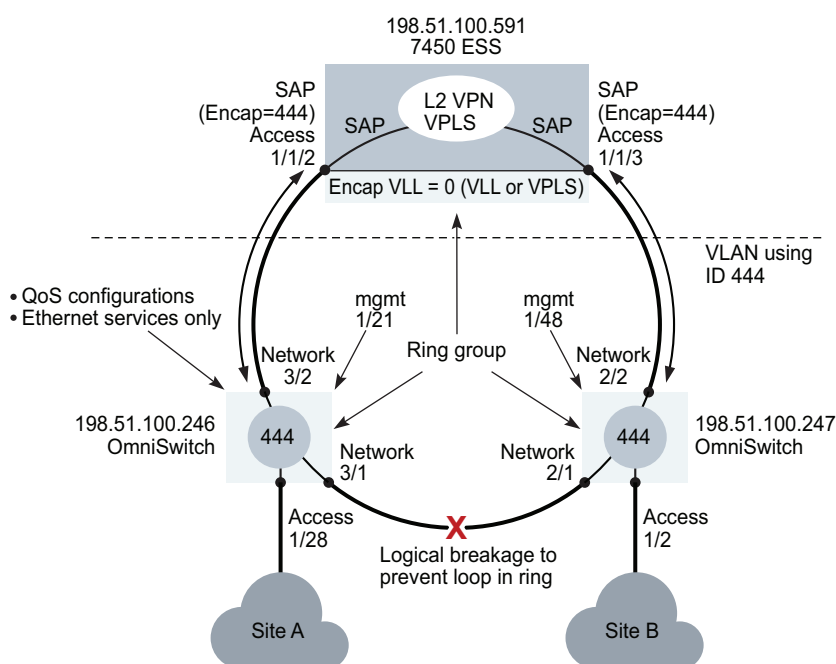 198.51.100.591
7450 ESS
SAP
(Encap=444)
Access
1/1/2
SAP
L2 VPN
VPLS
SAP
SAP
(Encap=444)
Access
1/1/3
Encap VLL = 0 (VLL or VPLS)
VLAN using
ID 444
• QoS configurations
• Ethernet services only
mgmt
1/21
mgmt
1/48
Ring group
Network
3/2
Network
2/2
198.51.100.246
OmniSwitch
444
444
198.51.100.247
OmniSwitch
Network
3/1
Network
2/1
X
Access
1/28
Logical breakage to
prevent loop in ring
Access
1/2
Site A
Site B